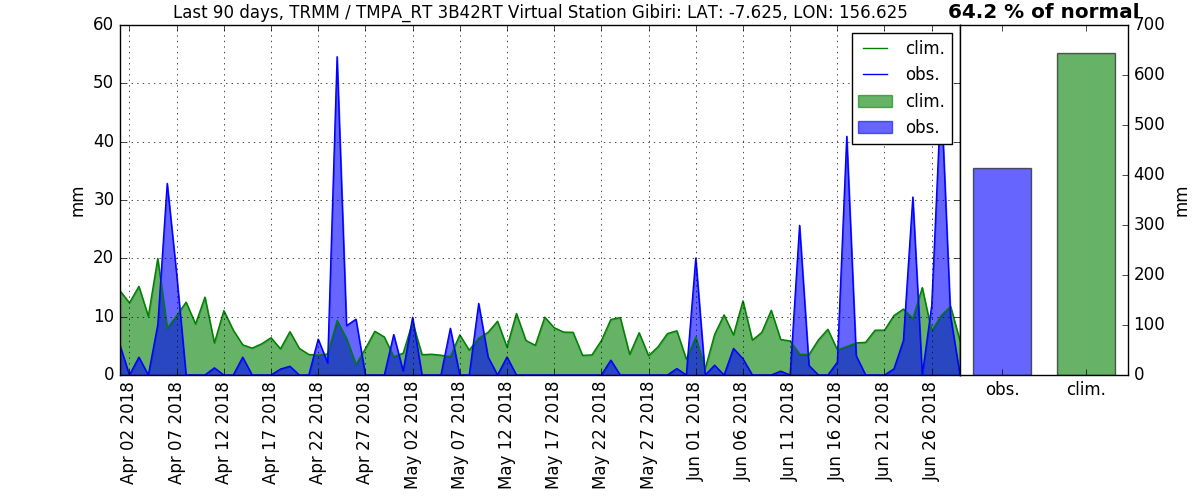 Last 90 days, TRMM / TMPA_RT 3B42RT Virtual Station Gibiri: LAT: -7.625, LON: 156.625
64.2 % of normal
60
50
40
30
20
10
0
mm
clim.
obs.
clim.
obs.
700
600
500
400
300
200
100
0
mm
Apr 02 2018
Apr 07 2018
Apr 12 2018
Apr 17 2018
Apr 22 2018
Apr 27 2018
May 02 2018
May 07 2018
May 12 2018
May 17 2018
May 22 2018
May 27 2018
Jun 01 2018
Jun 06 2018
Jun 11 2018
Jun 16 2018
Jun 21 2018
Jun 26 2018
obs.
clim.